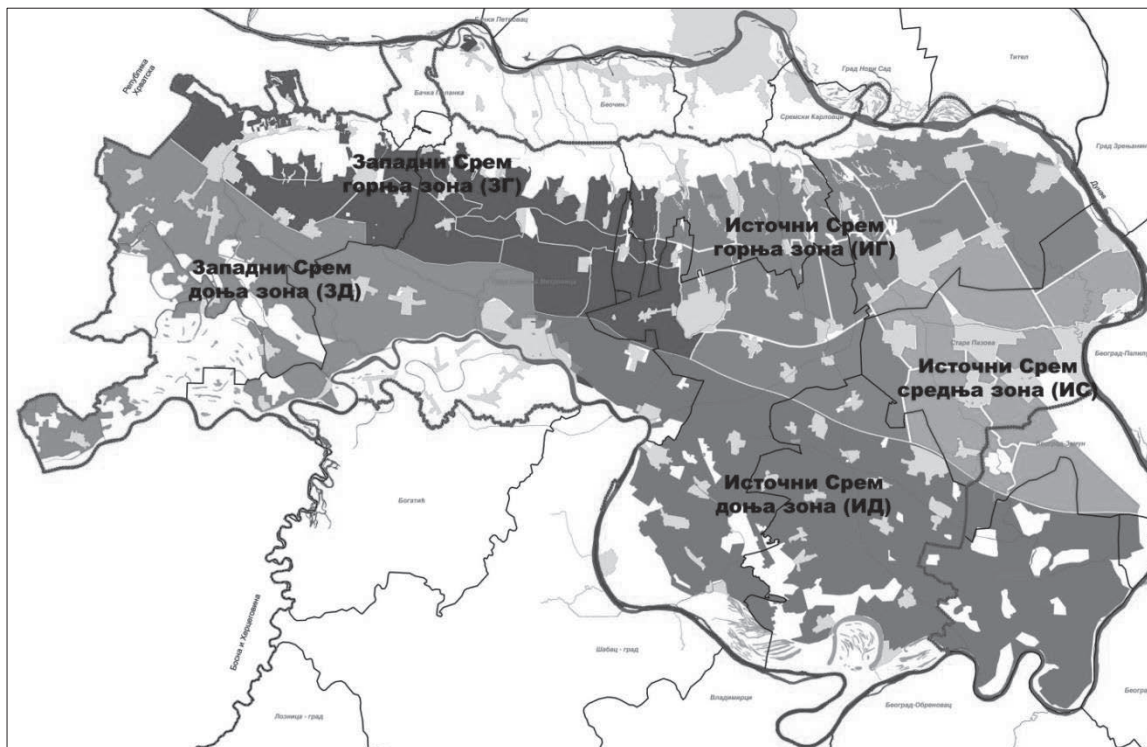 Бачки Петровац
Република
Хрватска
Град Нови Сад
Тител
Бачка Паланка
Беочин
Сремски Карловци
Град Зрењанин
Дунав
Западни Срем
горња зона (ЗГ)
Источни Срем
горња зона (ИГ)
Западни Срем
доња зона (ЗД)
Стара Пазова
Источни Срем
средња зона (ИС)
Источни Срем
доња зона (ИД)
Богатић
Босна и Херцеговина
Шабац - град
Владимирци
Београд-Обреновац
Лозница - град